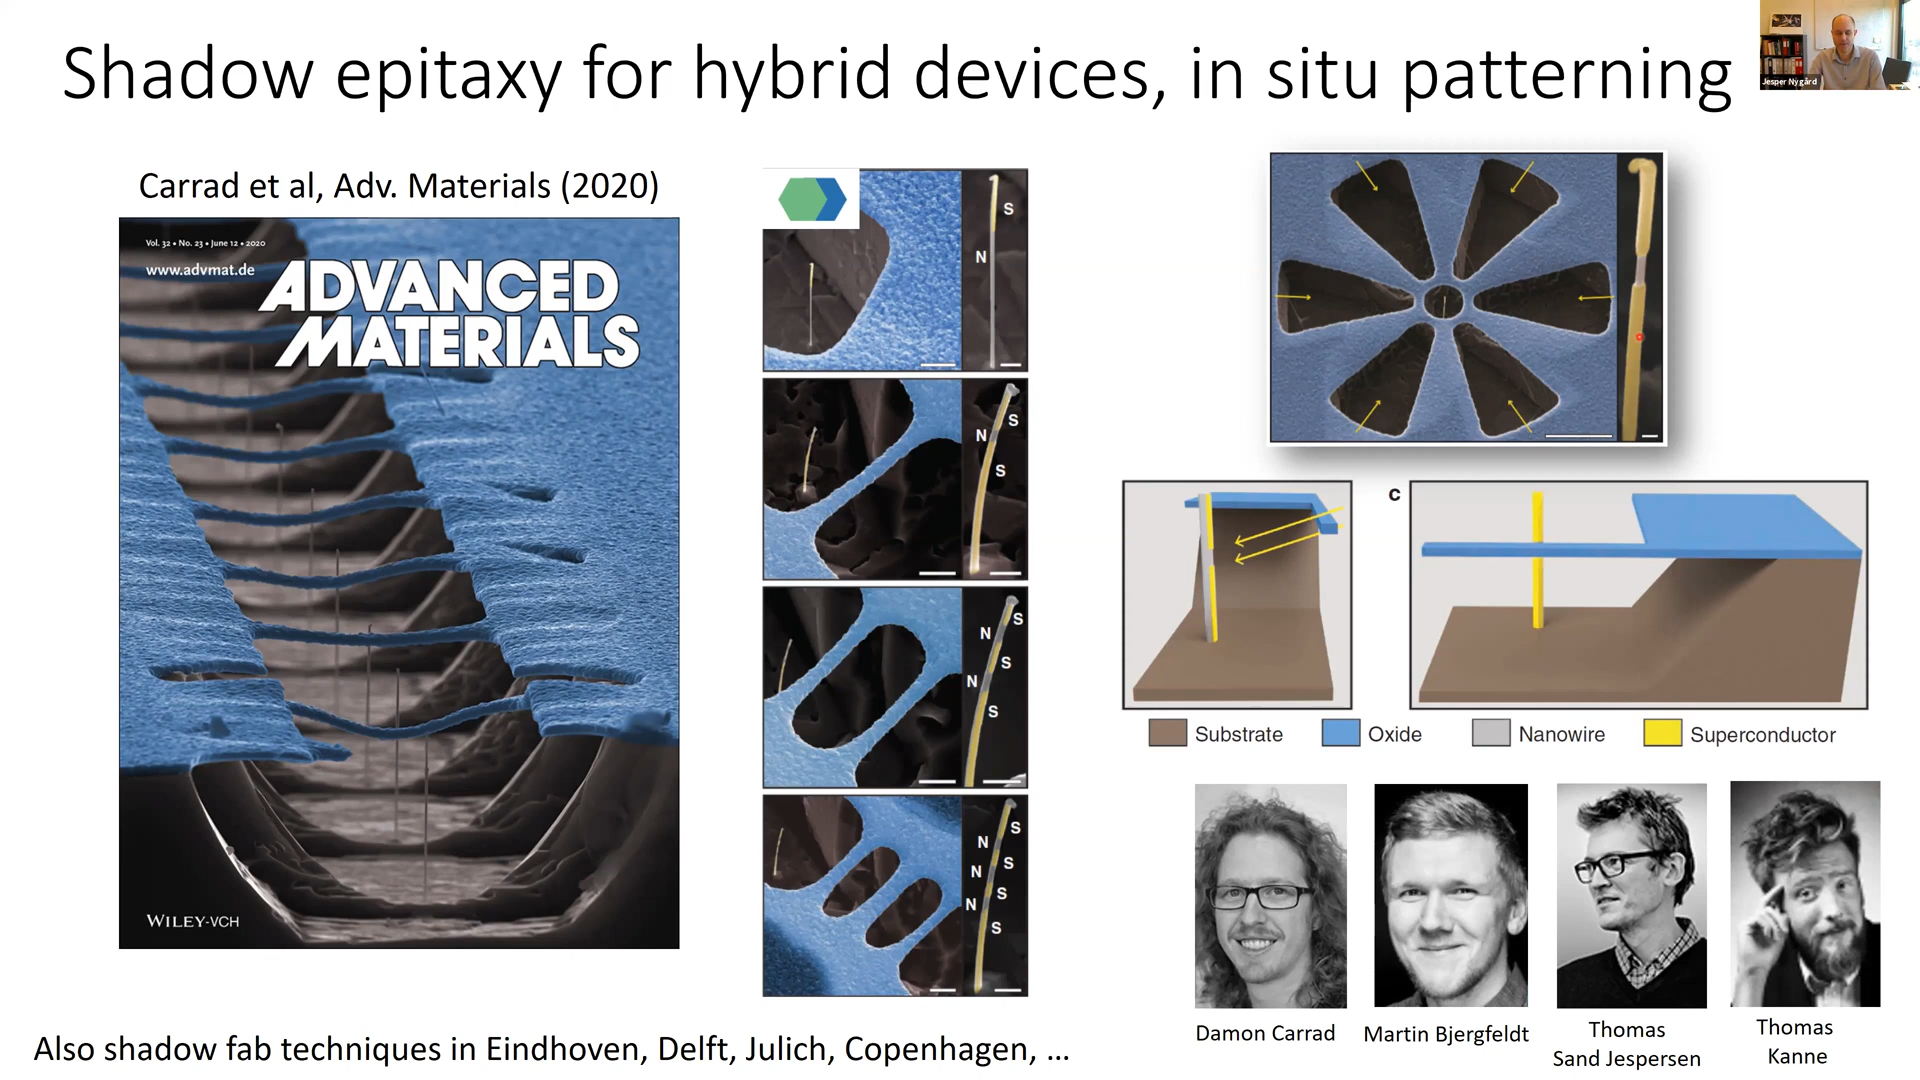 Shadow epitaxy for hybrid devices, in situ patterning
Jesper Nygård
Carrad et al, Adv. Materials (2020)
Vol. 32 • No. 23 • June 12 • 2020
www.advmat.de
ADVANCED
MATERIALS
WILEY-VCH
S
N
S
N
S
S
N
S
N
S
S
N
S
N
S
N
S
c
Substrate
Oxide
Nanowire
Superconductor
Damon Carrad
Martin Bjergfeldt
Thomas
Sand Jespersen
Thomas
Kanne
Also shadow fab techniques in Eindhoven, Delft, Julich, Copenhagen, ...